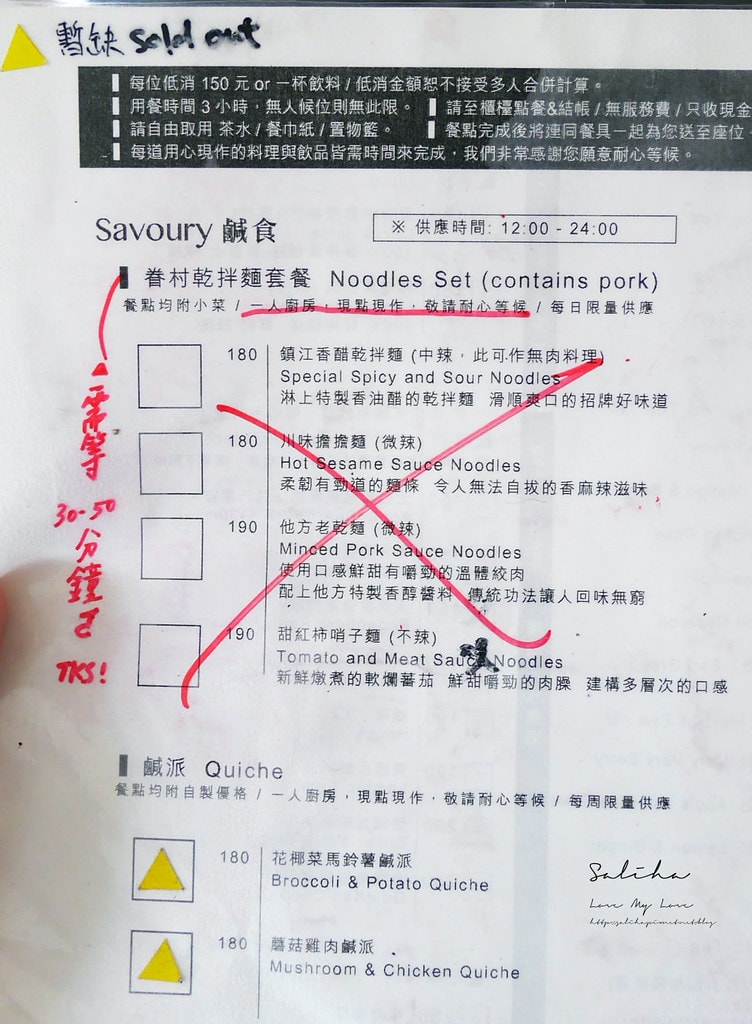 暫缺 sold out
每位低消 150 元 or 一杯飲料 / 低消金額恕不接受多人合併計算。
用餐時間 3 小時，無人候位則無此限。 請至櫃檯點餐&結帳 / 無服務費 / 只收現金
請自由取用 茶水 / 餐巾紙 / 置物籃。 餐點完成後將連同餐具一起為您送至座位
每道用心現作的料理與飲品皆需時間來完成，我們非常感謝您願意耐心等候。
Savoury 鹹食
※ 供應時間: 12:00 - 24:00
眷村乾拌麵套餐 Noodles Set (contains pork)
餐點均附小菜 / 一人廚房，現點現作，敬請耐心等候 / 每日限量供應
需等
30-50
分鐘
TKS!
180 鎮江香醋乾拌麵 (中辣，此可作無肉料理)
Special Spicy and Sour Noodles
淋上特製香油醋的乾拌麵 滑順爽口的招牌好味道
180 川味擔擔麵 (微辣)
Hot Sesame Sauce Noodles
柔韌有勁道的麵條 令人無法自拔的香麻辣滋味
190 他方老乾麵 (微辣)
Minced Pork Sauce Noodles
使用口感鮮甜有嚼勁的溫體絞肉
配上他方特製香醇醬料 傳統功法讓人回味無窮
190 甜紅柿哨子麵 (不辣)
Tomato and Meat Sauce Noodles
新鮮燉煮的軟爛蕃茄 鮮甜嚼勁的肉臊 建構多層次的口感
鹹派 Quiche
餐點均附自製優格 / 一人廚房，現點現作，敬請耐心等候 / 每周限量供應
180 花椰菜馬鈴薯鹹派
Broccoli & Potato Quiche
180 蘑菇雞肉鹹派
Mushroom & Chicken Quiche
Saliha
Love My Love